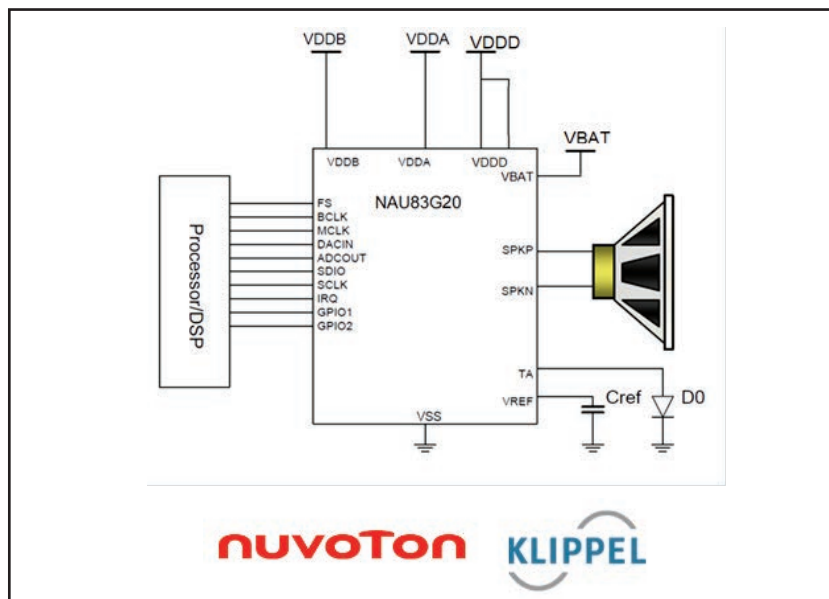 VDDB
VDDA
VDDD
VBAT
VDDB
VDDA
VDDD
VBAT
NAU83G20
Processor/DSP
FS
BCLK
MCLK
DACIN
ADCOUT
SDIO
SCLK
IRQ
GPIO1
GPIO2
SPKP
SPKN
TA
VREF
Cref
D0
VSS
nuvoTon
KLIPPEL